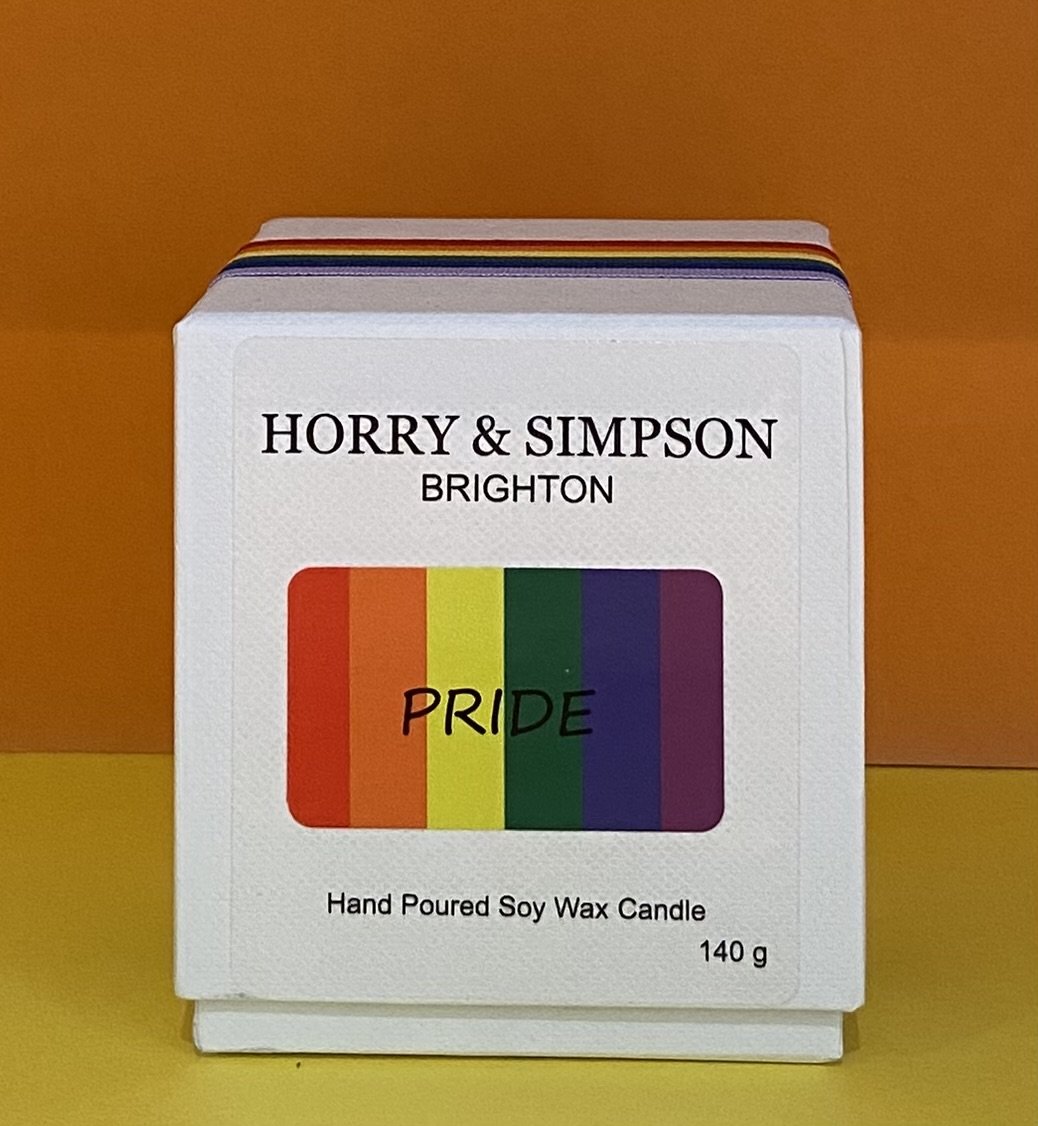 HORRY & SIMPSON
BRIGHTON
PRIDE
Hand Poured Soy Wax Candle
140 g